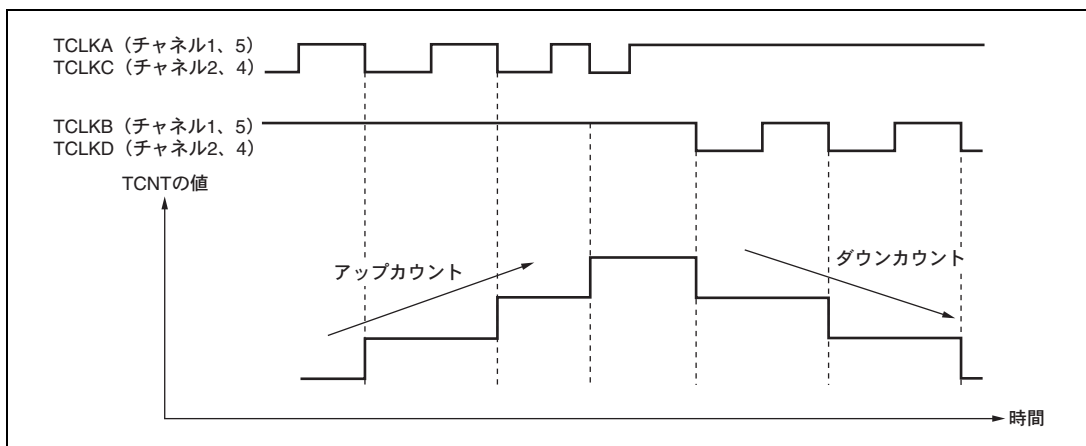 TCLKA（チャネル1、5）
TCLKC（チャネル2、4）
TCLKB（チャネル1、5）
TCLKD（チャネル2、4）
TCNTの値
アップカウント
ダウンカウント
時間